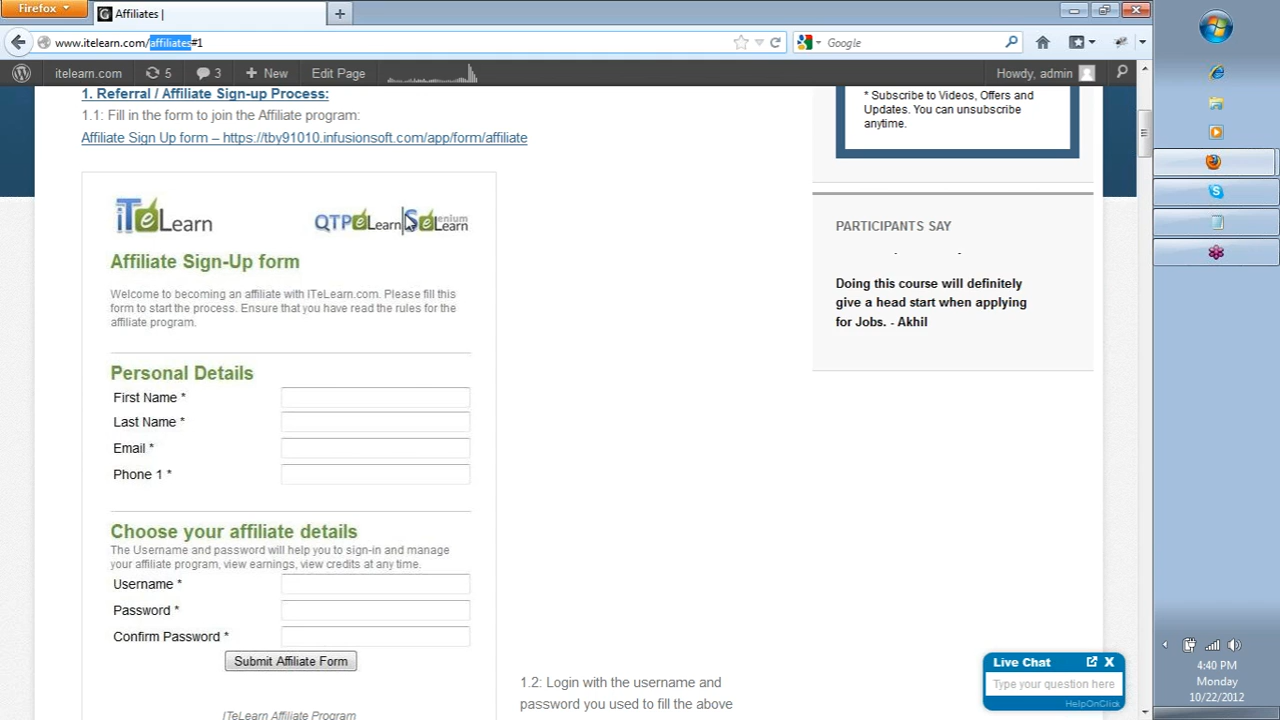 Firefox
Affiliates |
www.itelearn.com/affiliates#1
Google
itelearn.com
5
3
New
Edit Page
Howdy, admin
1. Referral / Affiliate Sign-up Process:
1.1: Fill in the form to join the Affiliate program:
Affiliate Sign Up form – https://tby91010.infusionsoft.com/app/form/affiliate
* Subscribe to Videos, Offers and
Updates. You can unsubscribe
anytime.
iTeLearn
QTPeLearn | SeleniumeLearn
Affiliate Sign-Up form
Welcome to becoming an affiliate with ITeLearn.com. Please fill this
form to start the process. Ensure that you have read the rules for the
affiliate program.
Personal Details
First Name *
Last Name *
Email *
Phone 1 *
Choose your affiliate details
The Username and password will help you to sign-in and manage
your affiliate program, view earnings, view credits at any time.
Username *
Password *
Confirm Password *
Submit Affiliate Form
ITeLearn Affiliate Program
1.2: Login with the username and
password you used to fill the above
PARTICIPANTS SAY
Doing this course will definitely
give a head start when applying
for Jobs. - Akhil
Live Chat
Type your question here
HelpOnClick
4:40 PM
Monday
10/22/2012